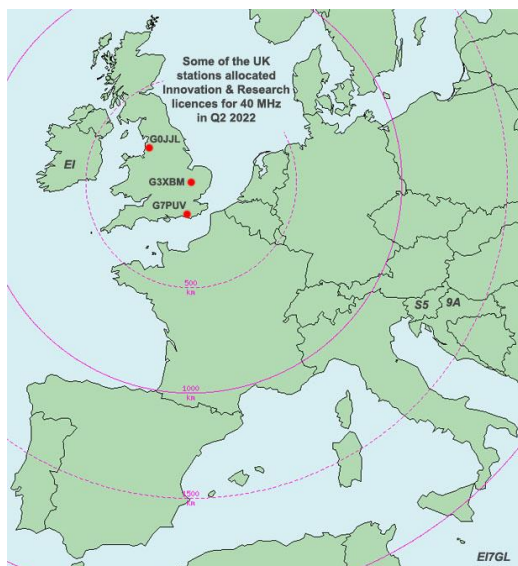 Some of the UK
stations allocated
Innovation & Research
licences for 40 MHz
in Q2 2022
G0JJL
EI
G3XBM
G7PUV
500
km
S5
9A
1000
km
1500
km
EI7GL